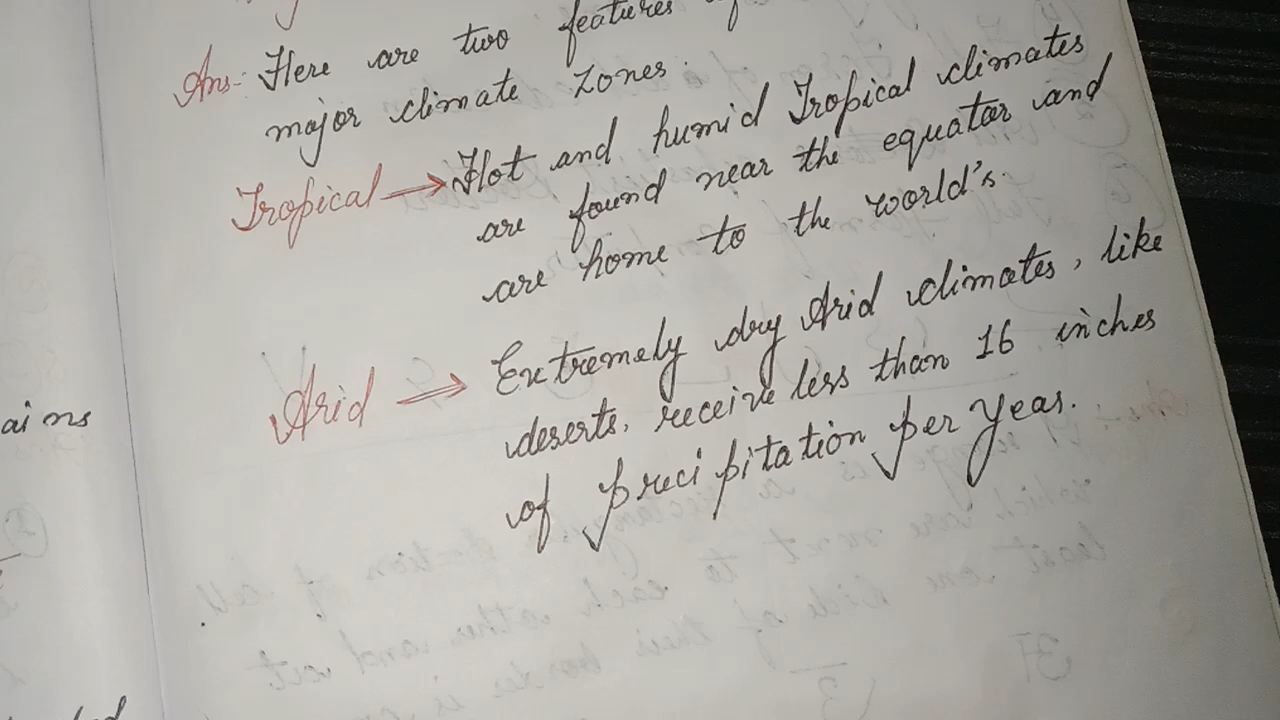 Ans:- Here are two features of
major climate zones.
Tropical → Hot and humid Tropical climates
are found near the equator and
are home to the world's.
Arid ⇒ Extremely dry Arid climates, like
deserts, receive less than 16 inches
of precipitation per year.
ains